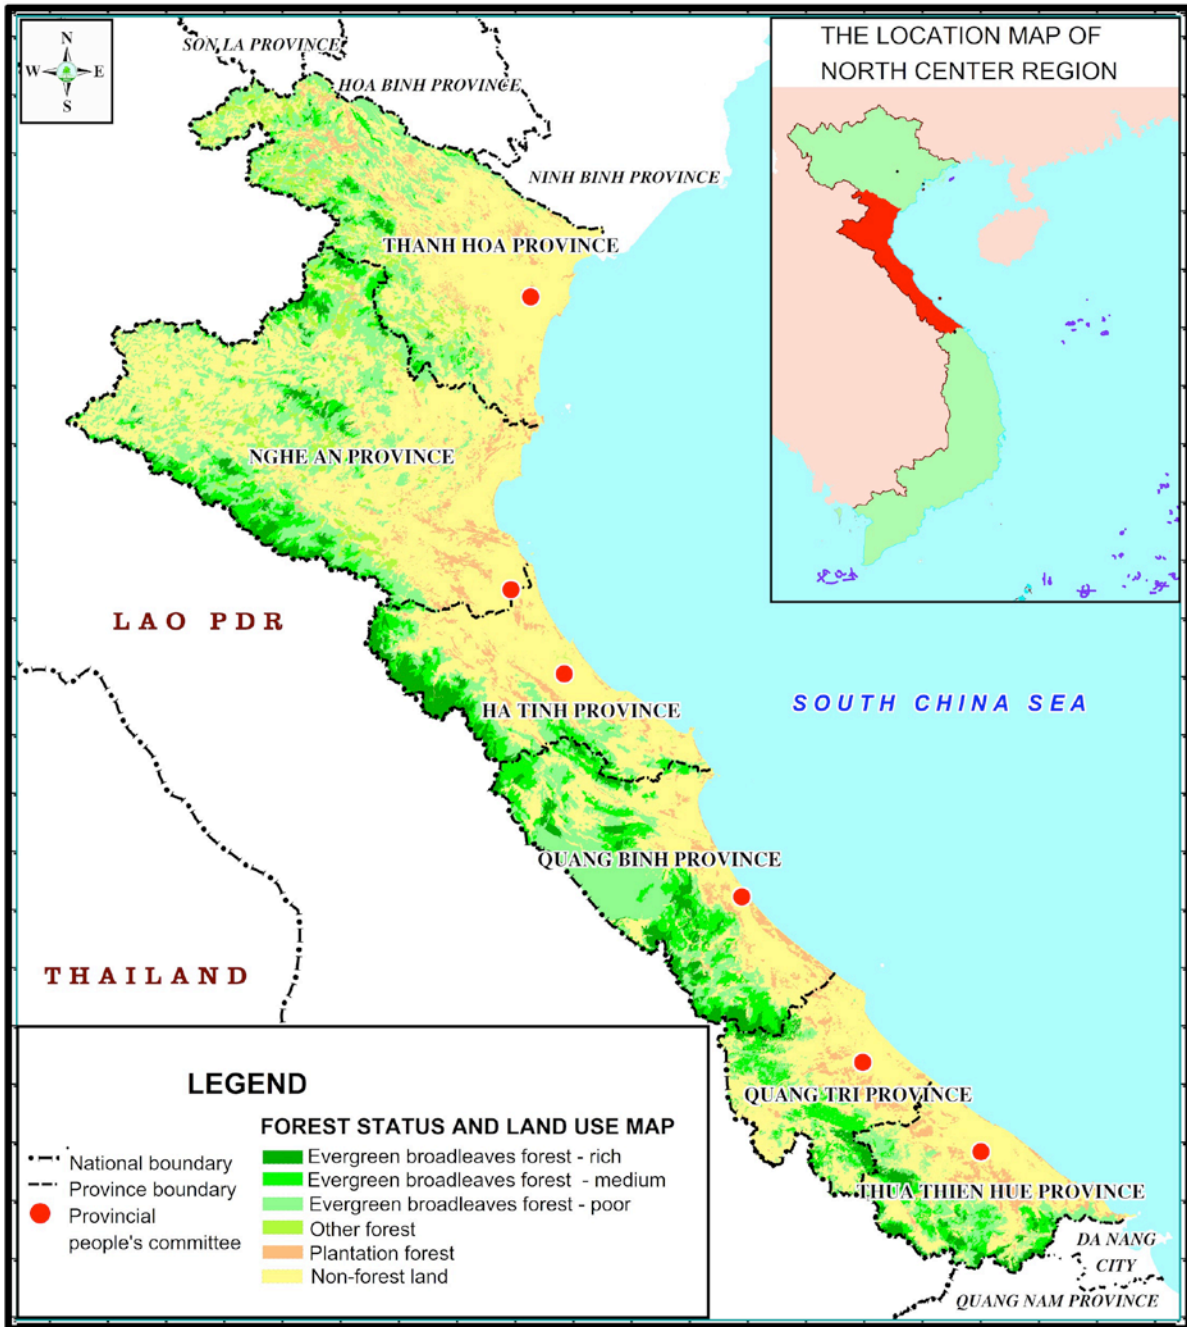 N
W E
S
SON LA PROVINCE
HOA BINH PROVINCE
NINH BINH PROVINCE
THE LOCATION MAP OF
NORTH CENTER REGION
THANH HOA PROVINCE
NGHE AN PROVINCE
LAO PDR
HA TINH PROVINCE
SOUTH CHINA SEA
QUANG BINH PROVINCE
THAILAND
QUANG TRI PROVINCE
THUA THIEN HUE PROVINCE
DA NANG
CITY
QUANG NAM PROVINCE
LEGEND
FOREST STATUS AND LAND USE MAP
National boundary
Province boundary
Provincial
people's committee
Evergreen broadleaves forest - rich
Evergreen broadleaves forest - medium
Evergreen broadleaves forest - poor
Other forest
Plantation forest
Non-forest land